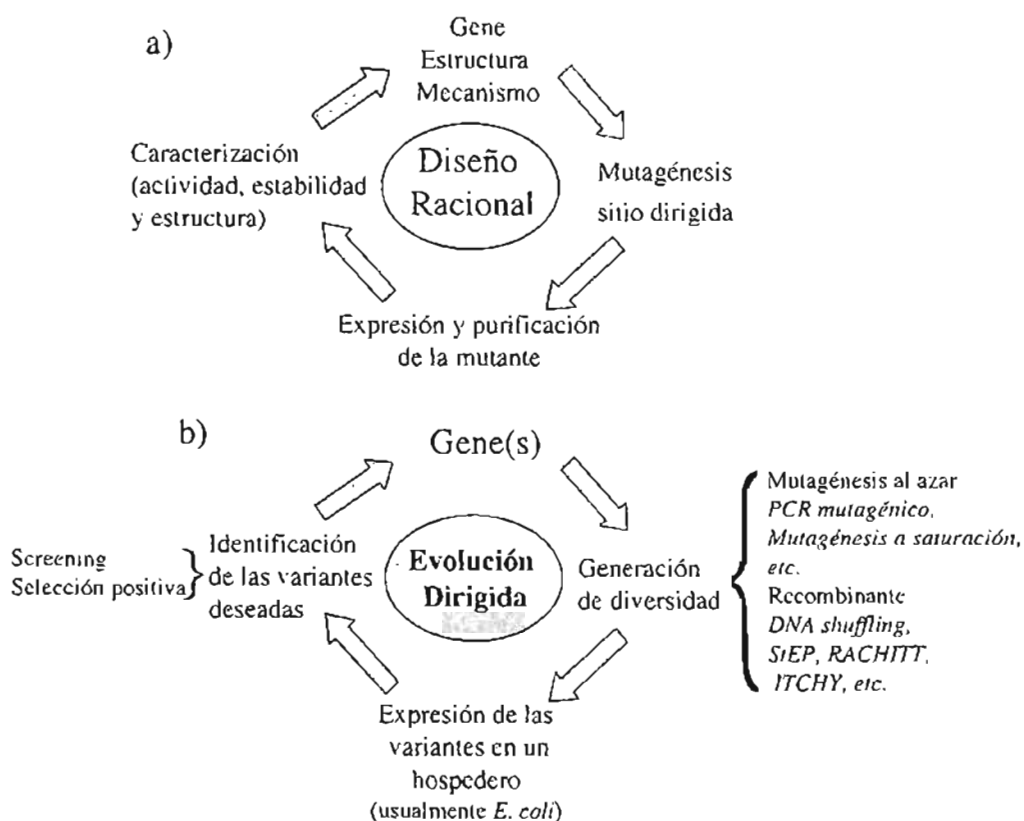 a)
Gene
Estructura
Mecanismo
Caracterización
(actividad, estabilidad
y estructura)
Diseño
Racional
Mutagénesis
sitio dirigida
Expresión y purificación
de la mutante
b)
Gene(s)
Screening
Selección positiva
Identificación
de las variantes
deseadas
Evolución
Dirigida
Generación
de diversidad
Mutagénesis al azar
PCR mutagénico,
Mutagénesis a saturación,
etc.
Recombinante
DNA shuffling,
StEP, RACHITT,
ITCHY, etc.
Expresión de las
variantes en un
hospedero
(usualmente E. coli)